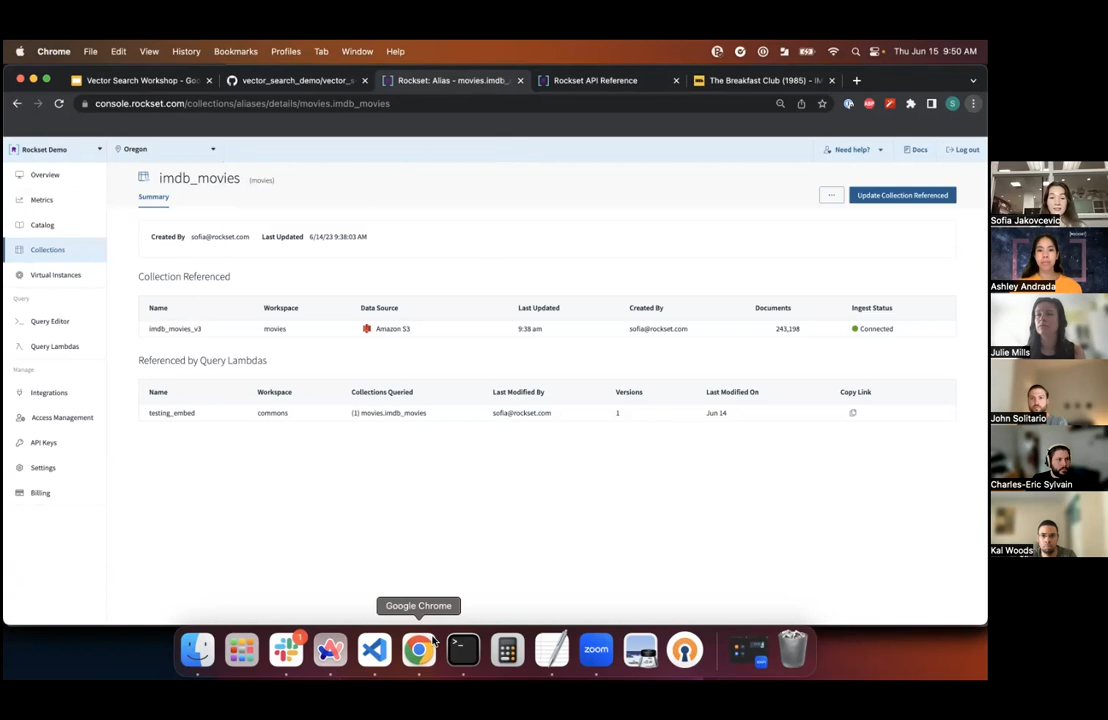 Chrome File Edit View History Bookmarks Profiles Tab Window Help Thu Jun 15 9:50 AM
Vector Search Workshop - Goo vector_search_demo/vector_s Rockset: Alias - movies.imdb_ Rockset API Reference The Breakfast Club (1985) - IM
console.rockset.com/collections/aliases/details/movies.imdb_movies
ABP
S
Rockset Demo Oregon Need help? Docs Log out
Overview
Metrics
Catalog
Collections
Virtual Instances
Query
Query Editor
Query Lambdas
Manage
Integrations
Access Management
API Keys
Settings
Billing
imdb_movies (movies)
Summary
... Update Collection Referenced
Created By sofia@rockset.com Last Updated 6/14/23 9:38:03 AM
Collection Referenced
Name Workspace Data Source Last Updated Created By Documents Ingest Status
imdb_movies_v3 movies Amazon S3 9:38 am sofia@rockset.com 243,198 Connected
Referenced by Query Lambdas
Name Workspace Collections Queried Last Modified By Versions Last Modified On Copy Link
testing_embed commons (1) movies.imdb_movies sofia@rockset.com 1 Jun 14
Google Chrome
1
>_
zoom
Sofia Jakovcevic
Ashley Andrada
Julie Mills
John Solitario
Charles-Eric Sylvain
Kal Woods